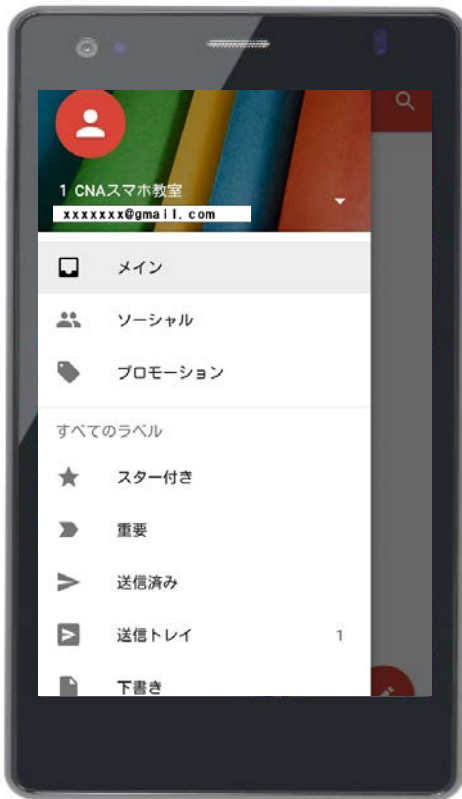 1 CNAスマホ教室
xxxxxxx@gmail.com
メイン
ソーシャル
プロモーション
すべてのラベル
スター付き
重要
送信済み
送信トレイ 1
下書き